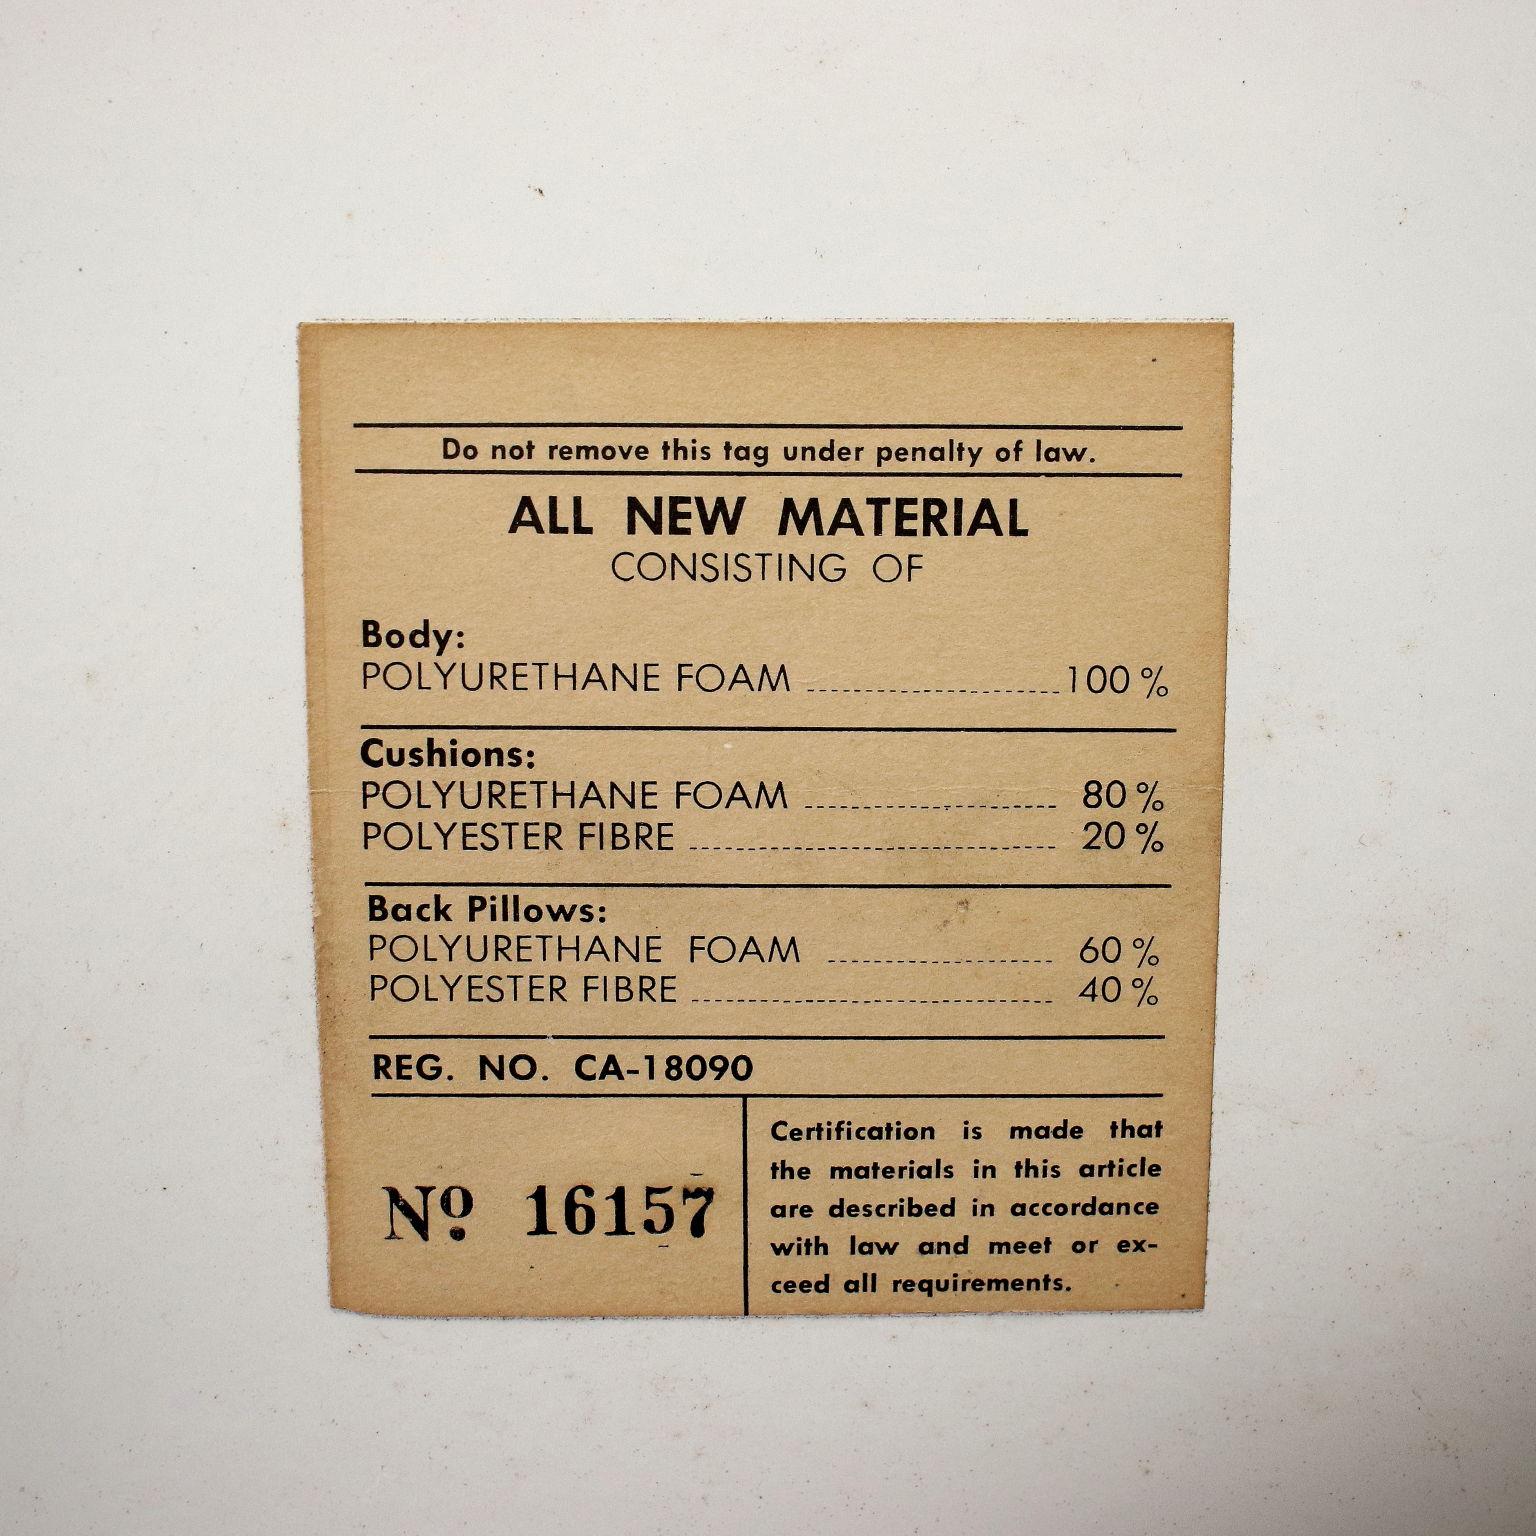 Do not remove this tag under penalty of law.
ALL NEW MATERIAL
CONSISTING OF
Body:
POLYURETHANE FOAM ........................ 100 %
Cushions:
POLYURETHANE FOAM ........................ 80 %
POLYESTER FIBRE ........................ 20 %
Back Pillows:
POLYURETHANE FOAM ........................ 60 %
POLYESTER FIBRE ........................ 40 %
REG. NO. CA-18090
Nº 16157
Certification is made that
the materials in this article
are described in accordance
with law and meet or ex-
ceed all requirements.